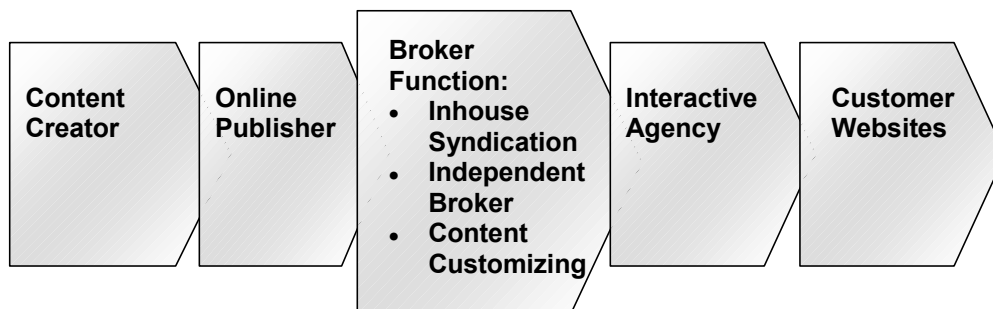 Content
Creator
Online
Publisher
Broker
Function:
• Inhouse
Syndication
• Independent
Broker
• Content
Customizing
Interactive
Agency
Customer
Websites